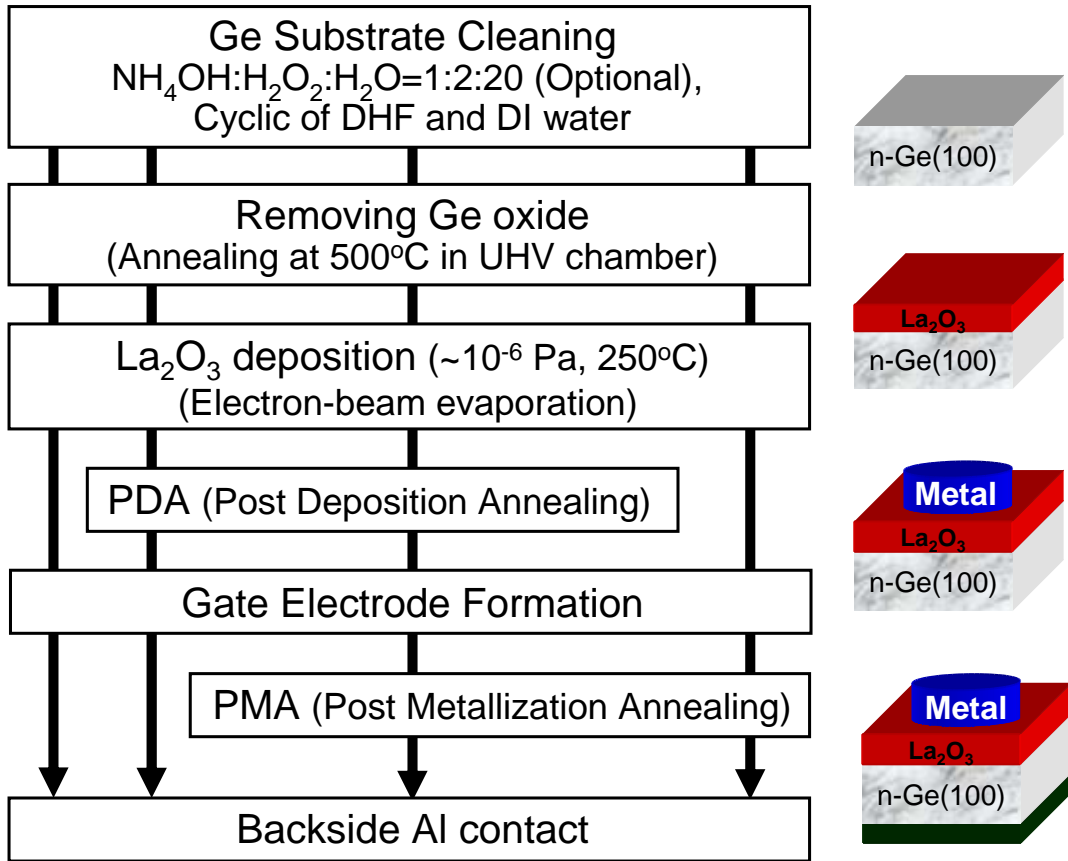 Ge Substrate Cleaning
NH₄OH:H₂O₂:H₂O=1:2:20 (Optional),
Cyclic of DHF and DI water
n-Ge(100)
Removing Ge oxide
(Annealing at 500ºC in UHV chamber)
La₂O₃
n-Ge(100)
La₂O₃ deposition (~10⁻⁶ Pa, 250ºC)
(Electron-beam evaporation)
PDA (Post Deposition Annealing)
Metal
La₂O₃
n-Ge(100)
Gate Electrode Formation
PMA (Post Metallization Annealing)
Metal
La₂O₃
n-Ge(100)
Backside Al contact